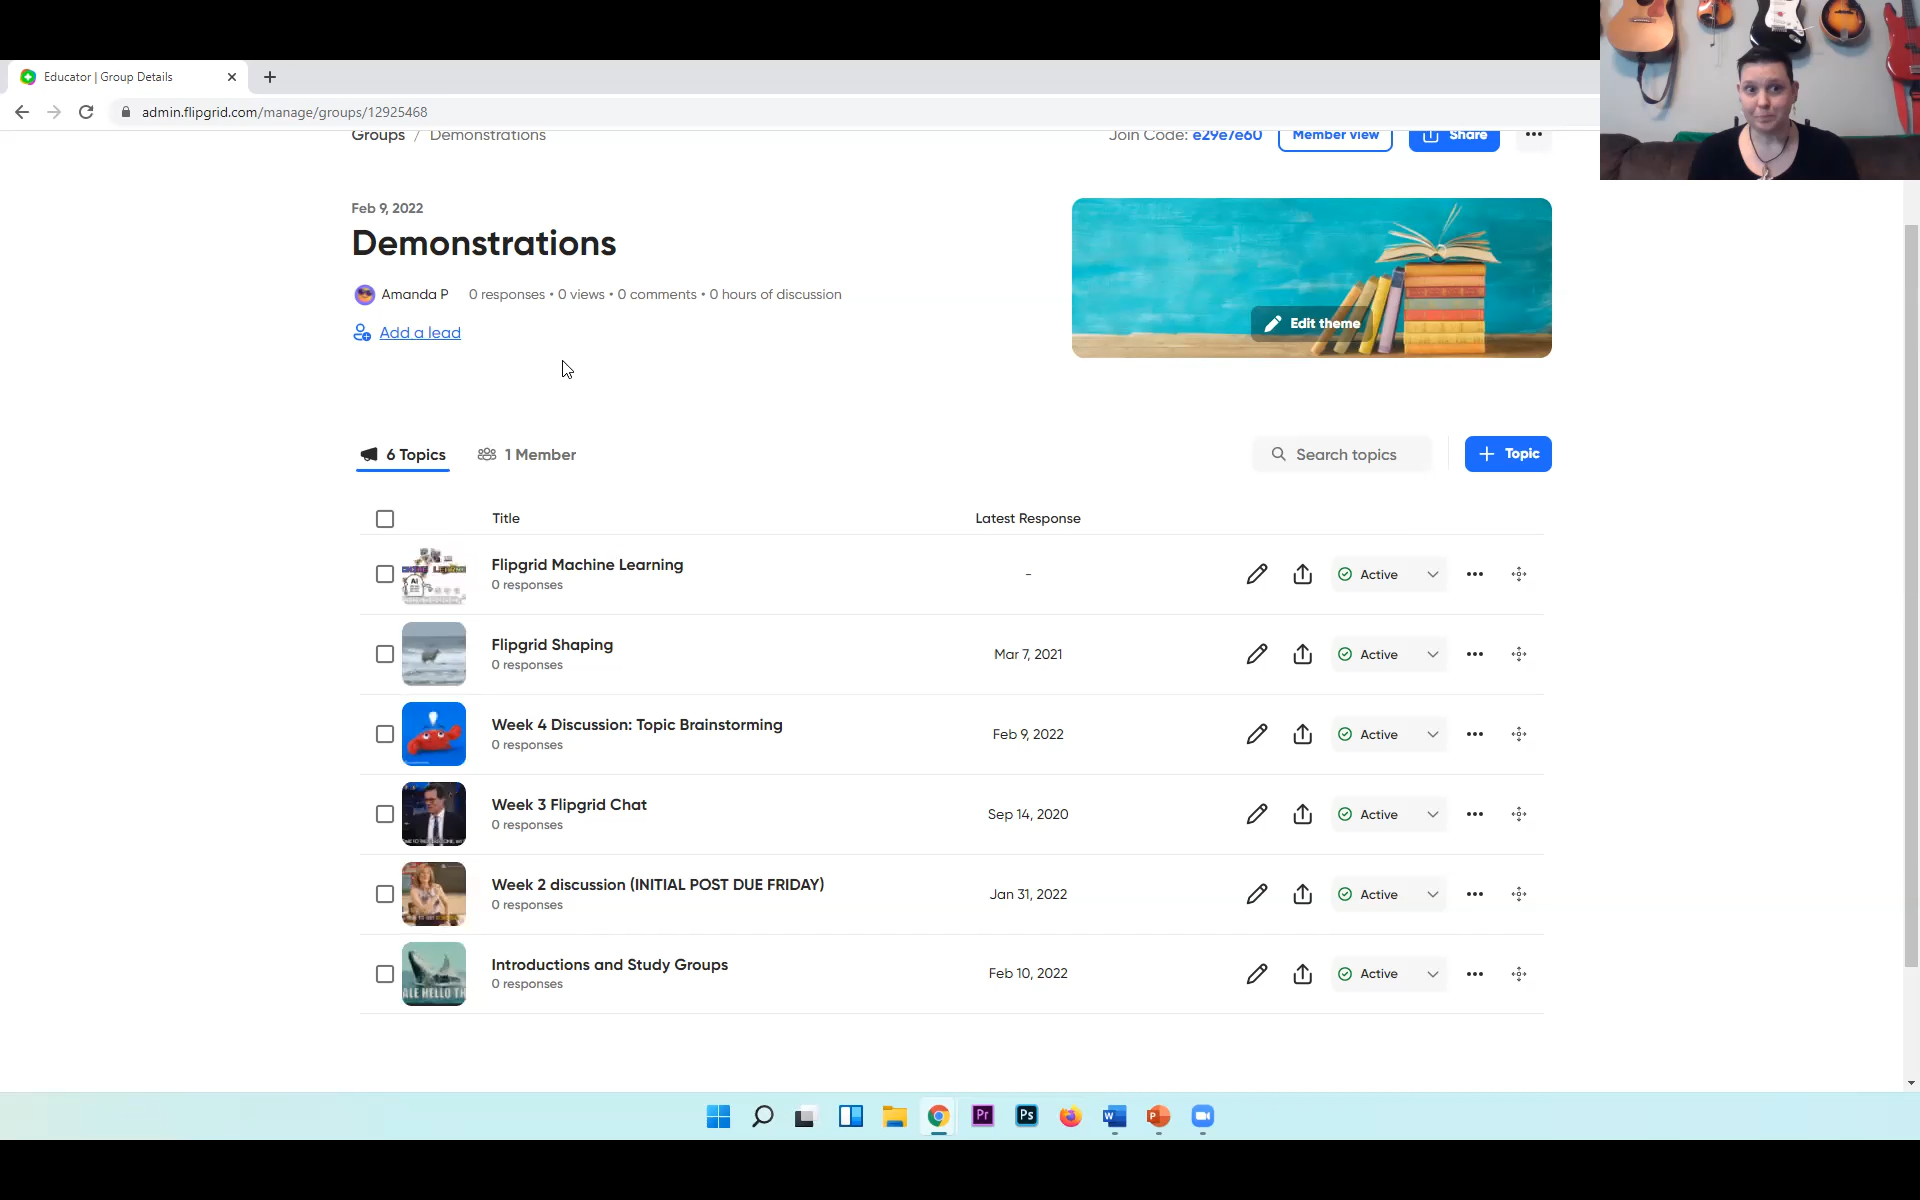 Educator | Group Details
admin.flipgrid.com/manage/groups/12925468
Groups / Demonstrations
Join Code: e29e7e60
Member view
Share
Feb 9, 2022
Demonstrations
Amanda P 0 responses • 0 views • 0 comments • 0 hours of discussion
Add a lead
Edit theme
6 Topics
1 Member
Search topics
Topic
Title
Latest Response
Flipgrid Machine Learning
0 responses
-
Active
Flipgrid Shaping
0 responses
Mar 7, 2021
Active
Week 4 Discussion: Topic Brainstorming
0 responses
Feb 9, 2022
Active
Week 3 Flipgrid Chat
0 responses
Sep 14, 2020
Active
Week 2 discussion (INITIAL POST DUE FRIDAY)
0 responses
Jan 31, 2022
Active
ALE HELLO TH
Introductions and Study Groups
0 responses
Feb 10, 2022
Active
Pr
Ps
W
P